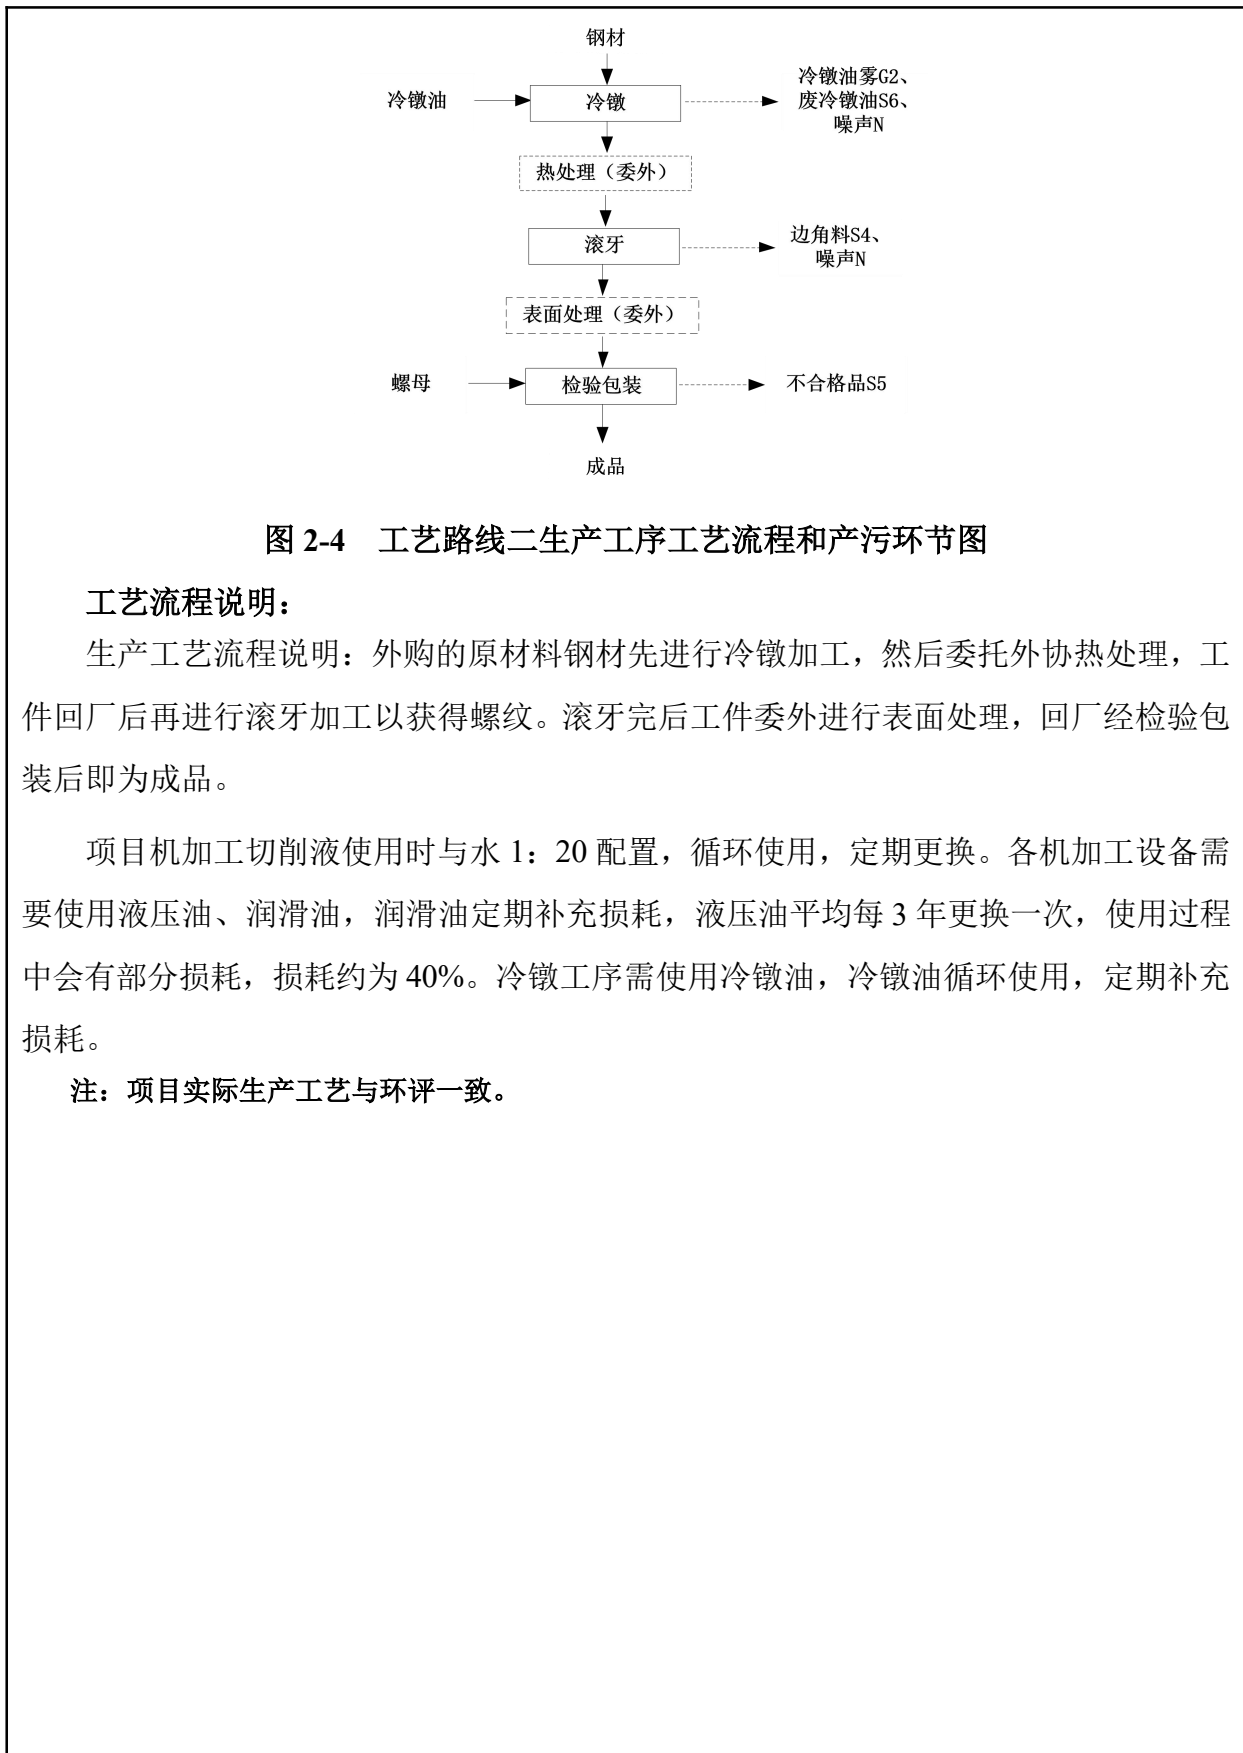 钢材
冷镦油
冷镦
冷镦油雾G2、
废冷镦油S6、
噪声N
热处理（委外）
滚牙
边角料S4、
噪声N
表面处理（委外）
螺母
检验包装
不合格品S5
成品
图 2-4 工艺路线二生产工序工艺流程和产污环节图
工艺流程说明：
生产工艺流程说明：外购的原材料钢材先进行冷镦加工，然后委托外协热处理，工
件回厂后再进行滚牙加工以获得螺纹。滚牙完后工件委外进行表面处理，回厂经检验包
装后即为成品。
项目机加工切削液使用时与水 1：20 配置，循环使用，定期更换。各机加工设备需
要使用液压油、润滑油，润滑油定期补充损耗，液压油平均每 3 年更换一次，使用过程
中会有部分损耗，损耗约为 40%。冷镦工序需使用冷镦油，冷镦油循环使用，定期补充
损耗。
注：项目实际生产工艺与环评一致。